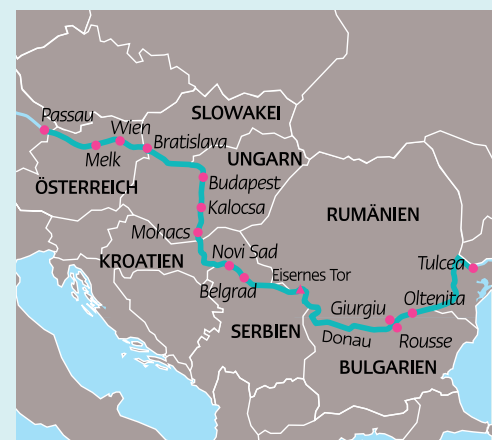 SLOWAKEI
Passau
Wien
Bratislava
Melk
UNGARN
ÖSTERREICH
Budapest
Kalocsa
RUMÄNIEN
Mohacs
KROATIEN
Novi Sad
Tulcea
Eisernes Tor
Belgrad
Giurgiu
Oltenita
SERBIEN
Donau
Rousse
BULGARIEN